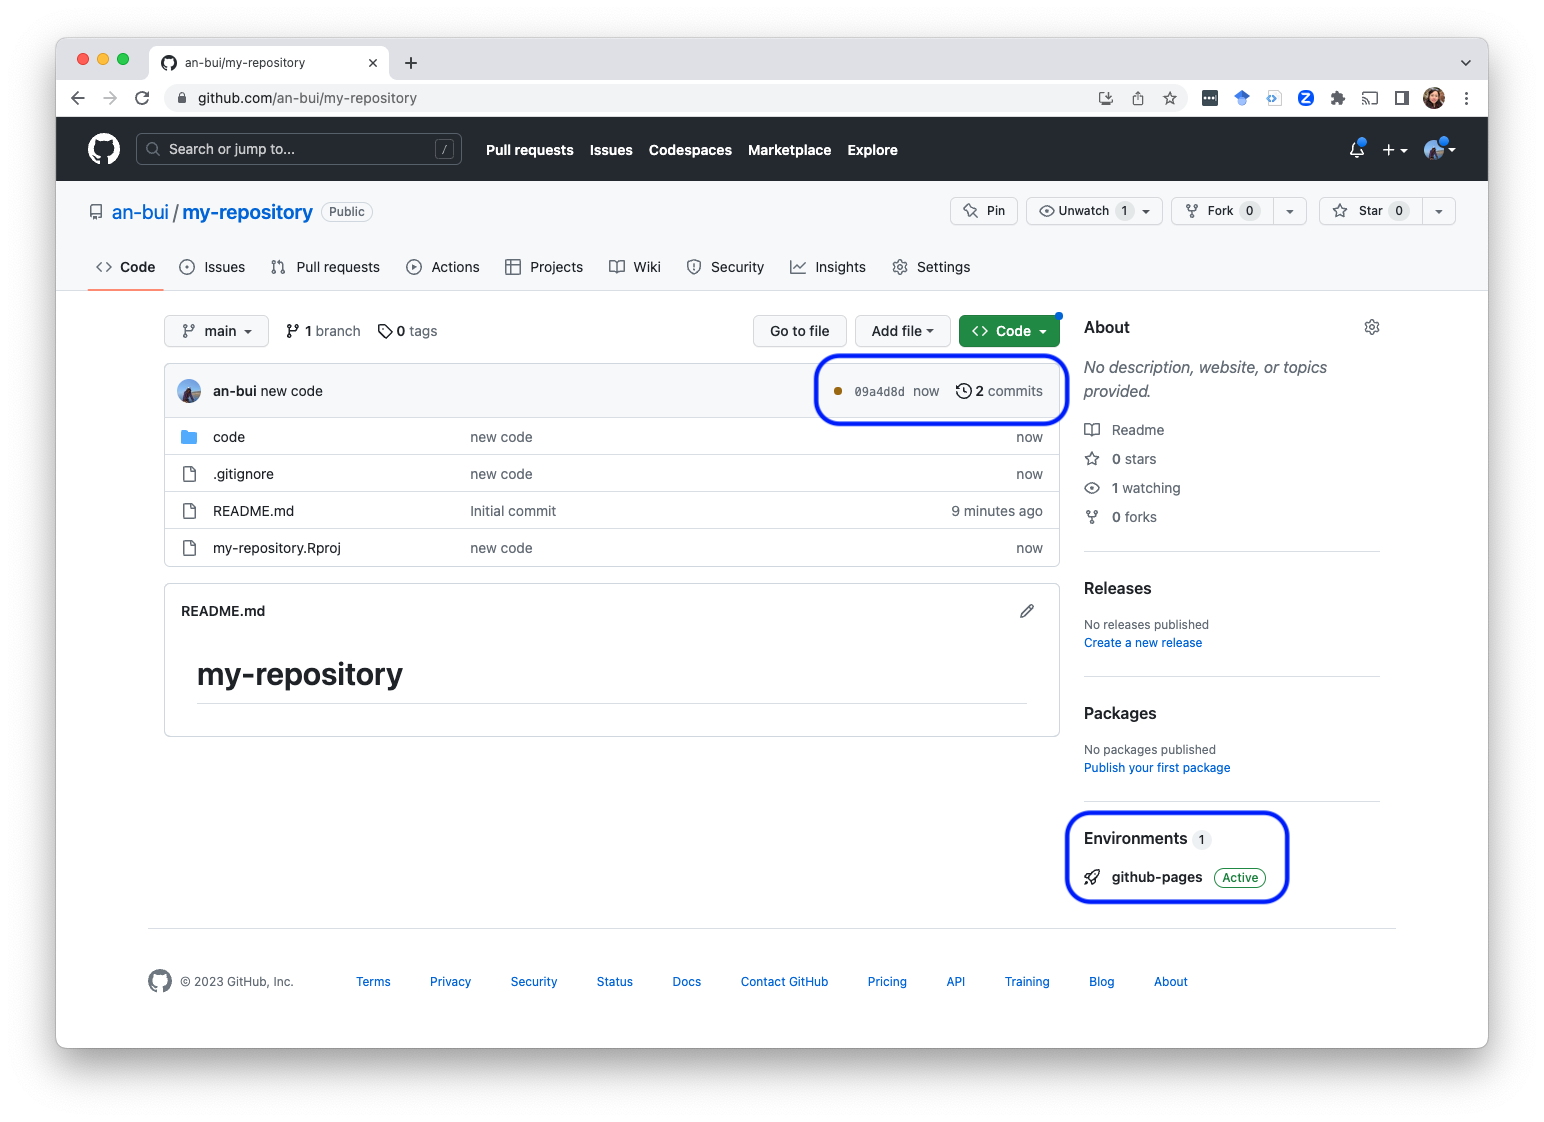 an-bui/my-repository
github.com/an-bui/my-repository
Search or jump to... /
Pull requests Issues Codespaces Marketplace Explore
an-bui / my-repository Public
Pin Unwatch 1 Fork 0 Star 0
Code Issues Pull requests Actions Projects Wiki Security Insights Settings
main 1 branch 0 tags Go to file Add file Code
an-bui new code 09a4d8d now 2 commits
code new code now
.gitignore new code now
README.md Initial commit 9 minutes ago
my-repository.Rproj new code now
README.md
my-repository
About
No description, website, or topics
provided.
Readme
0 stars
1 watching
0 forks
Releases
No releases published
Create a new release
Packages
No packages published
Publish your first package
Environments 1
github-pages Active
© 2023 GitHub, Inc. Terms Privacy Security Status Docs Contact GitHub Pricing API Training Blog About